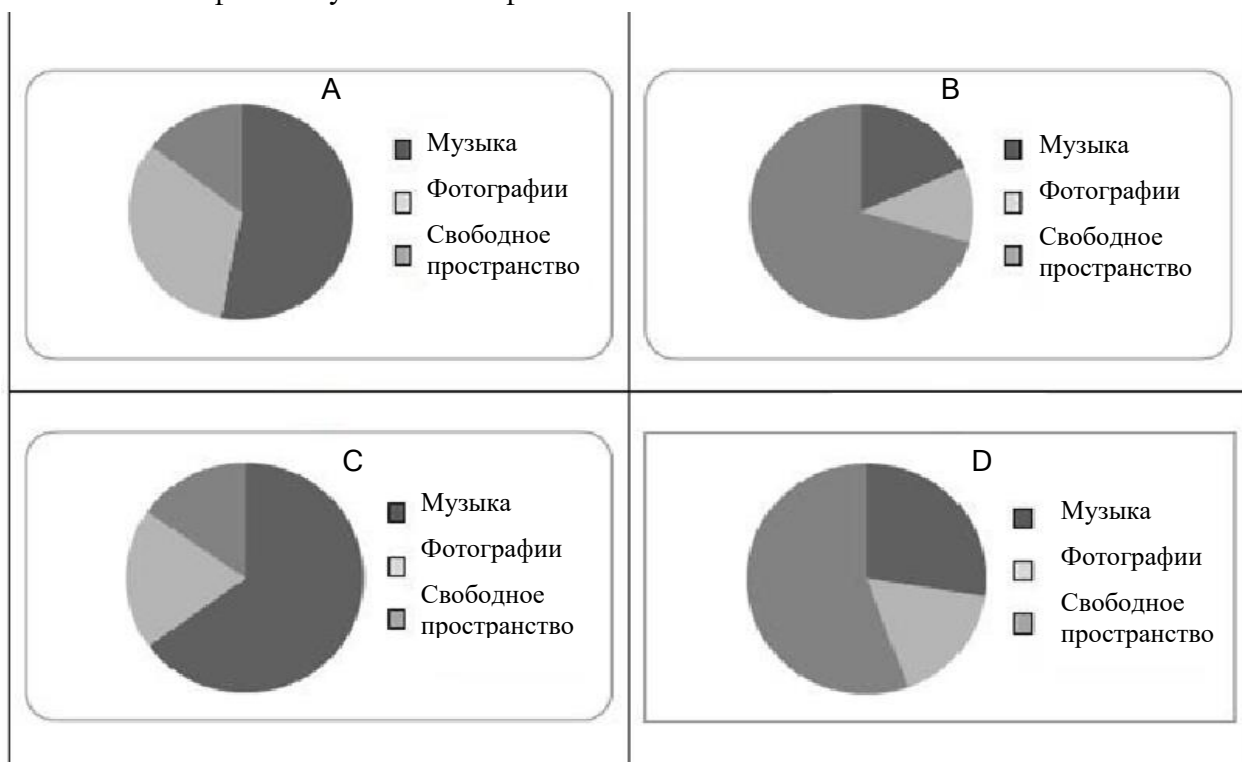 A
Музыка
Фотографии
Свободное
пространство
B
Музыка
Фотографии
Свободное
пространство
C
Музыка
Фотографии
Свободное
пространство
D
Музыка
Фотографии
Свободное
пространство